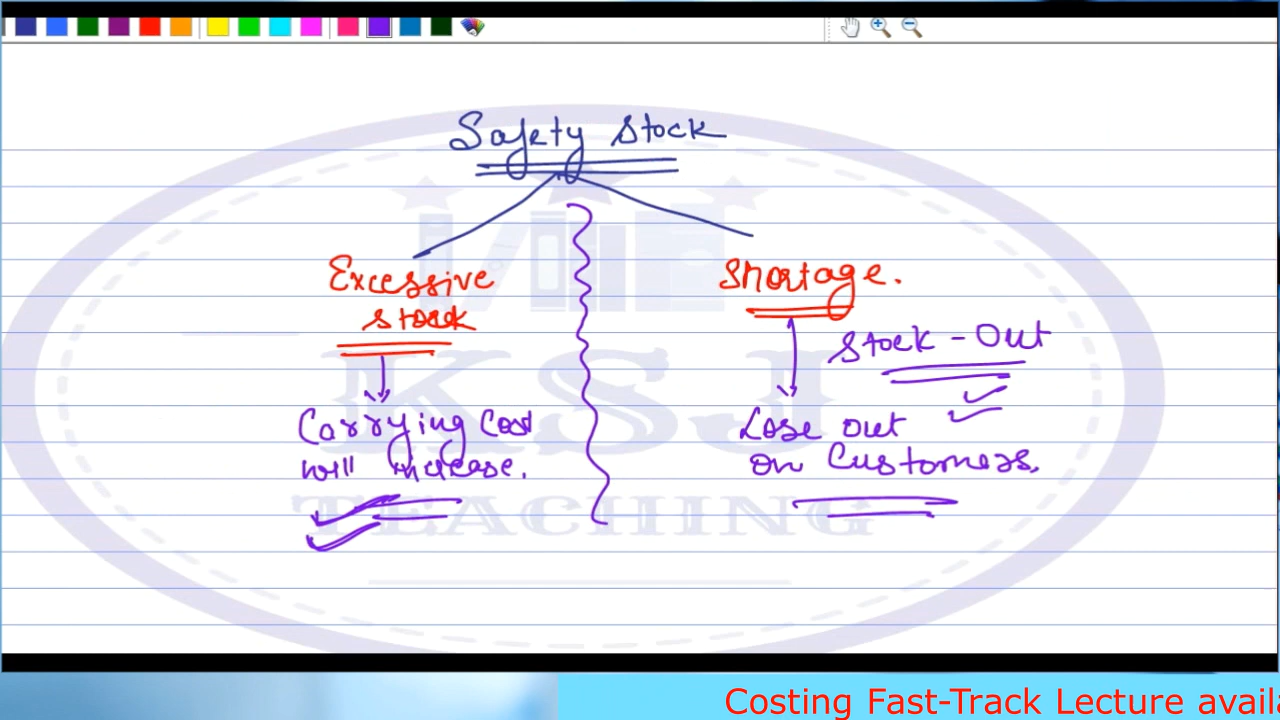 Safety Stock
Excessive
stock
Carrying Cost
will increase.
Shortage.
Stock - Out
Lose out
on Customers.
KSJ
TEACHING
Costing Fast-Track Lecture availa